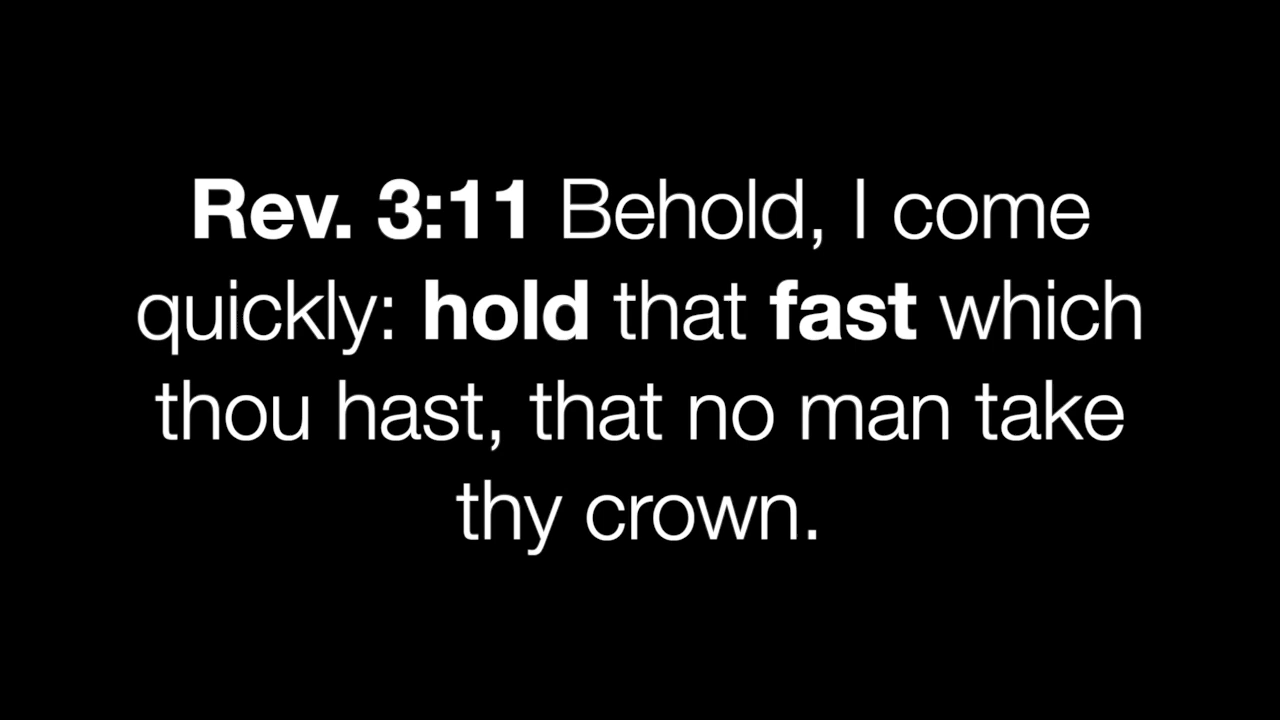 Rev. 3:11 Behold, I come
quickly: hold that fast which
thou hast, that no man take
thy crown.